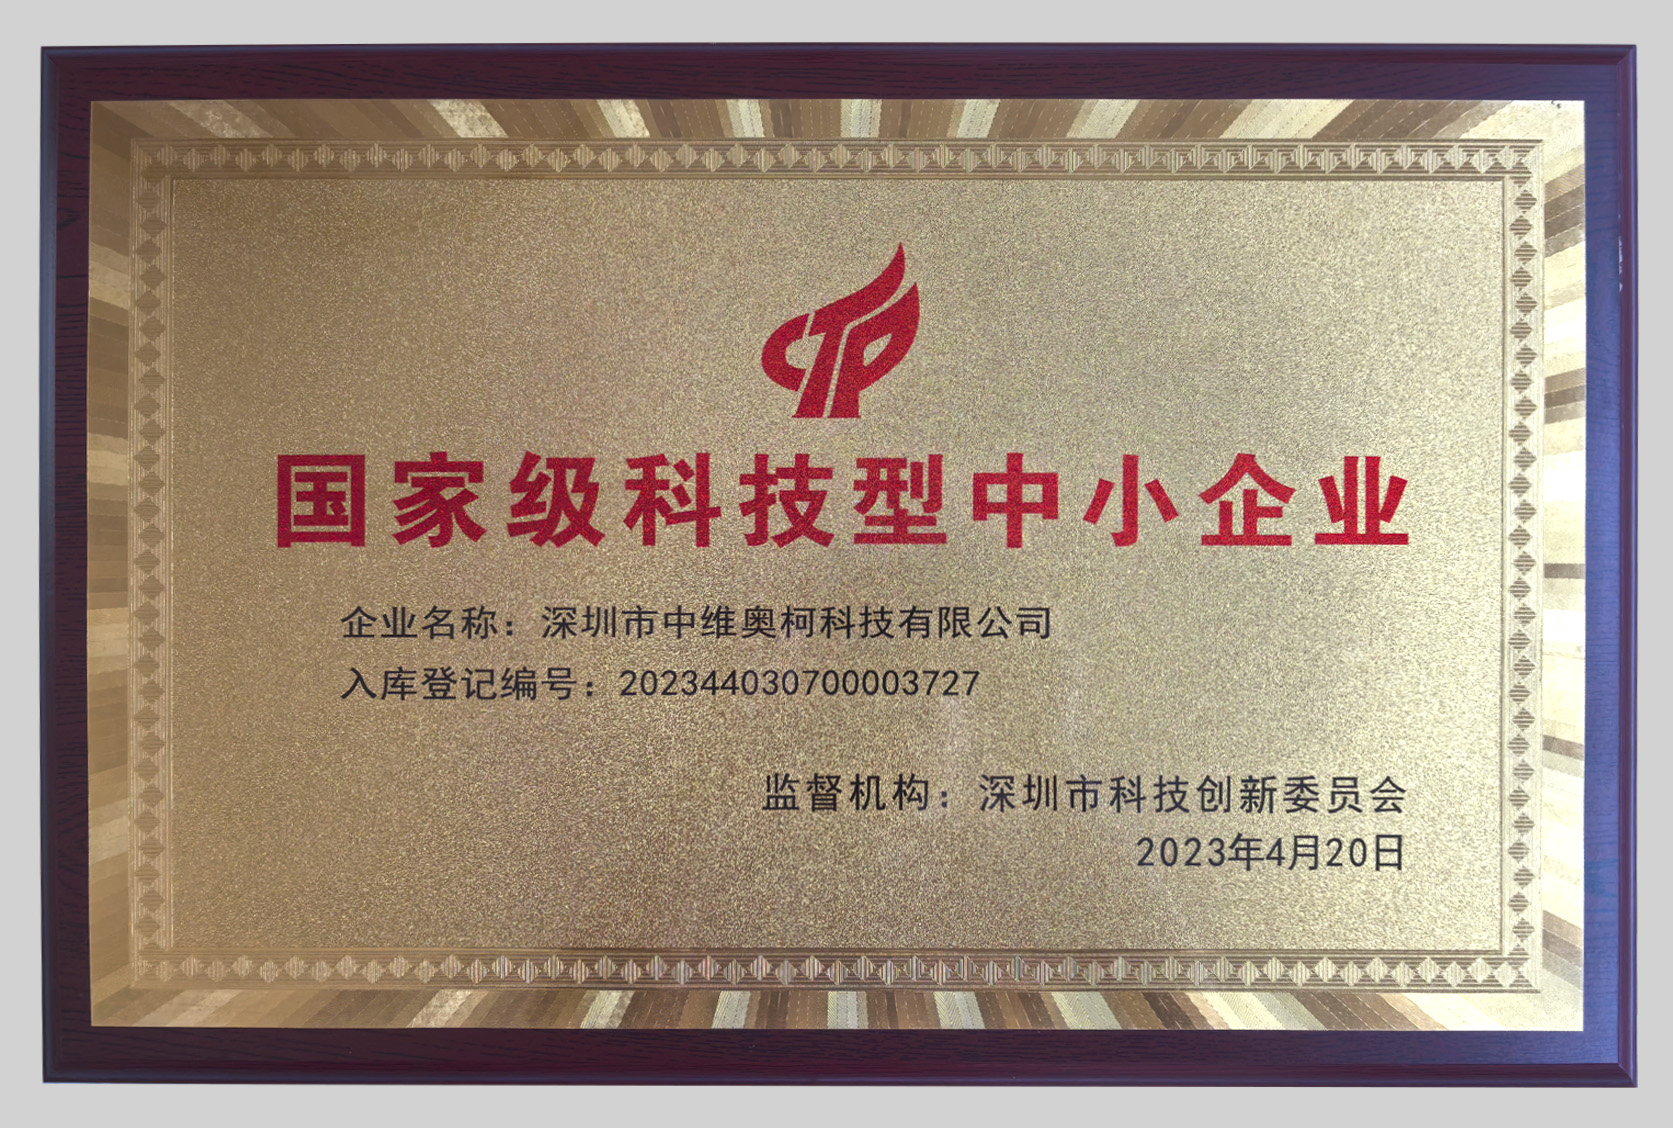 CTP
国家级科技型中小企业
企业名称：深圳市中维奥柯科技有限公司
入库登记编号：202344030700003727
监督机构：深圳市科技创新委员会
2023年4月20日